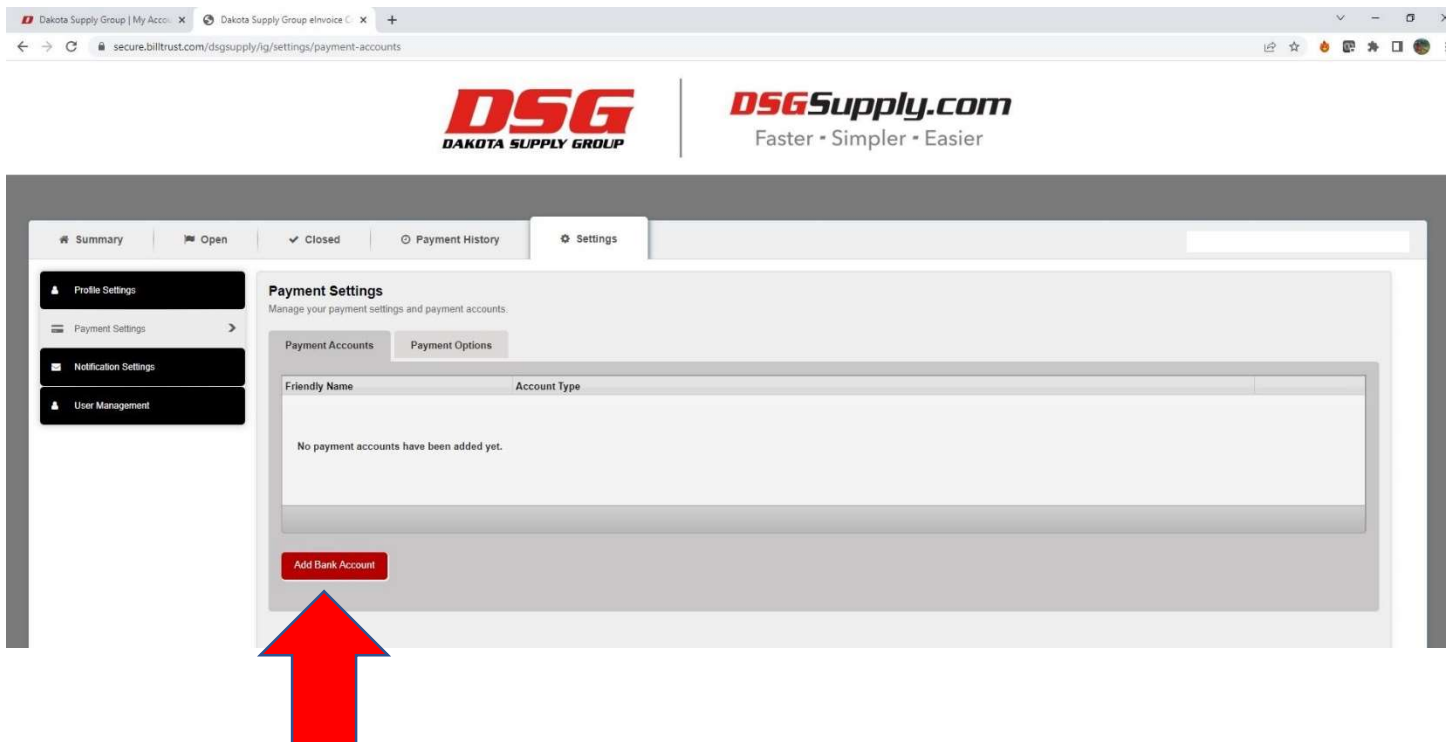 Dakota Supply Group | My Accou
Dakota Supply Group eInvoice C
secure.billtrust.com/dsgsupply/ig/settings/payment-accounts
DSG
DAKOTA SUPPLY GROUP
DSGSupply.com
Faster - Simpler - Easier
Summary Open Closed Payment History Settings
Profile Settings
Payment Settings
Notification Settings
User Management
Payment Settings
Manage your payment settings and payment accounts.
Payment Accounts Payment Options
Friendly Name Account Type
No payment accounts have been added yet.
Add Bank Account